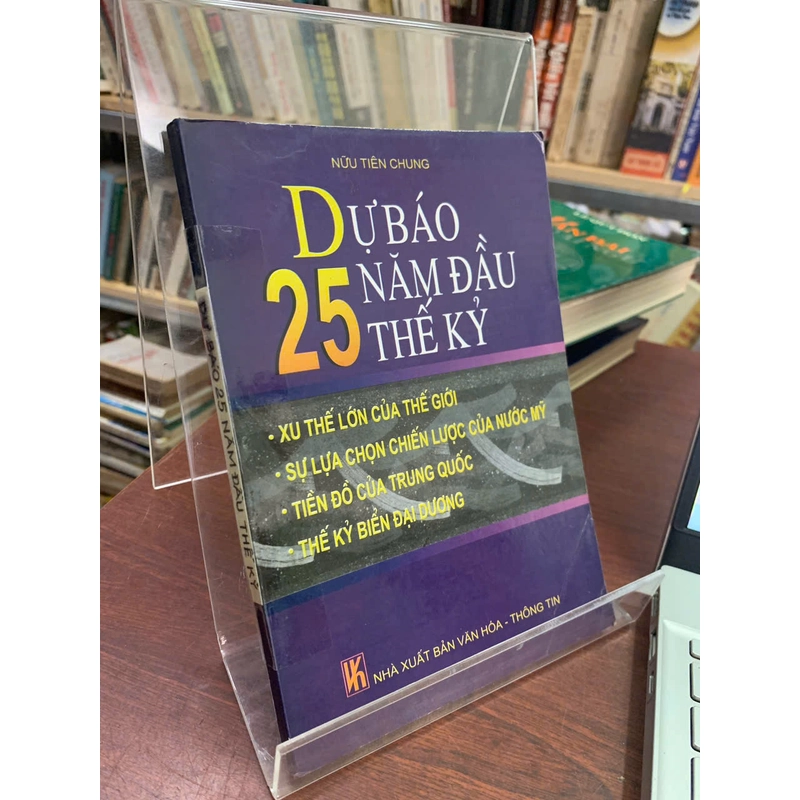 NỮU TIÊN CHUNG
DỰ BÁO
25 NĂM ĐẦU
THẾ KỶ
• XU THẾ LỚN CỦA THẾ GIỚI
• SỰ LỰA CHỌN CHIẾN LƯỢC CỦA NƯỚC MỸ
• TIỀN ĐỒ CỦA TRUNG QUỐC
• THẾ KỶ BIỂN ĐẠI DƯƠNG
NHÀ XUẤT BẢN VĂN HÓA - THÔNG TIN
DỰ BÁO 25 NĂM ĐẦU THẾ KỶ